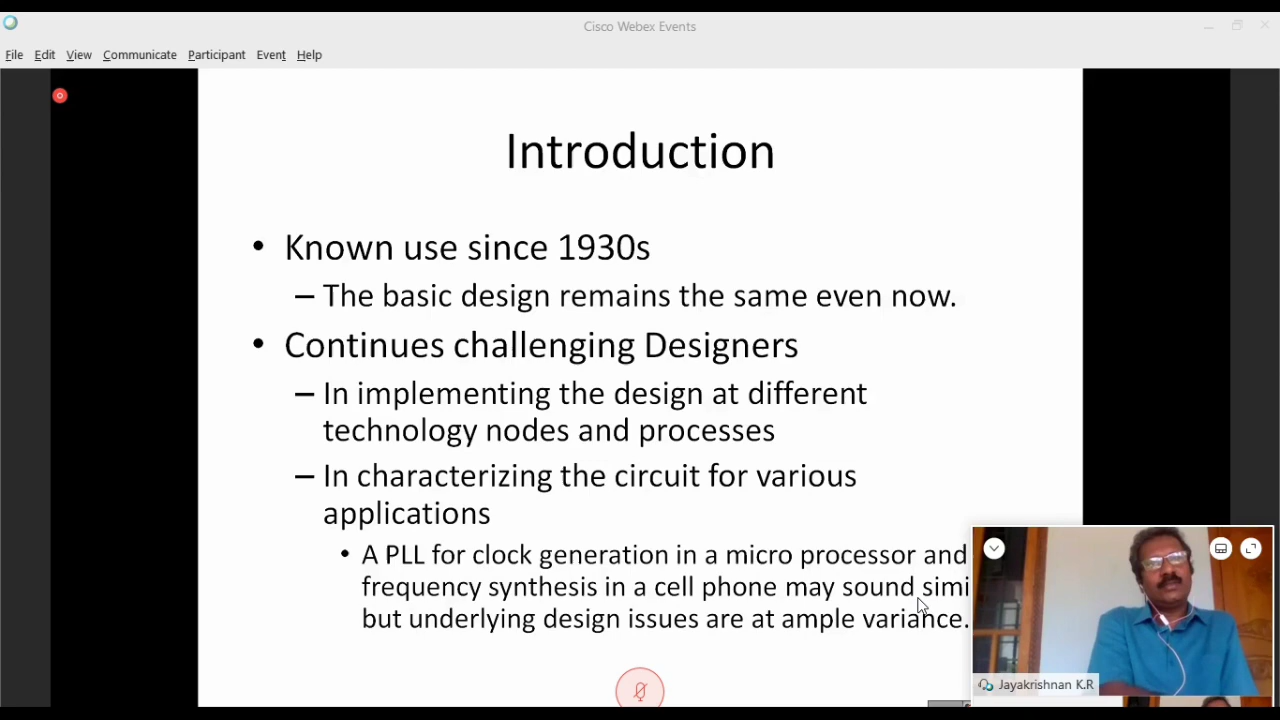 Cisco Webex Events
File Edit View Communicate Participant Event Help
Introduction
• Known use since 1930s
– The basic design remains the same even now.
• Continues challenging Designers
– In implementing the design at different
technology nodes and processes
– In characterizing the circuit for various
applications
• A PLL for clock generation in a micro processor and
frequency synthesis in a cell phone may sound simi
but underlying design issues are at ample variance.
Jayakrishnan K.R